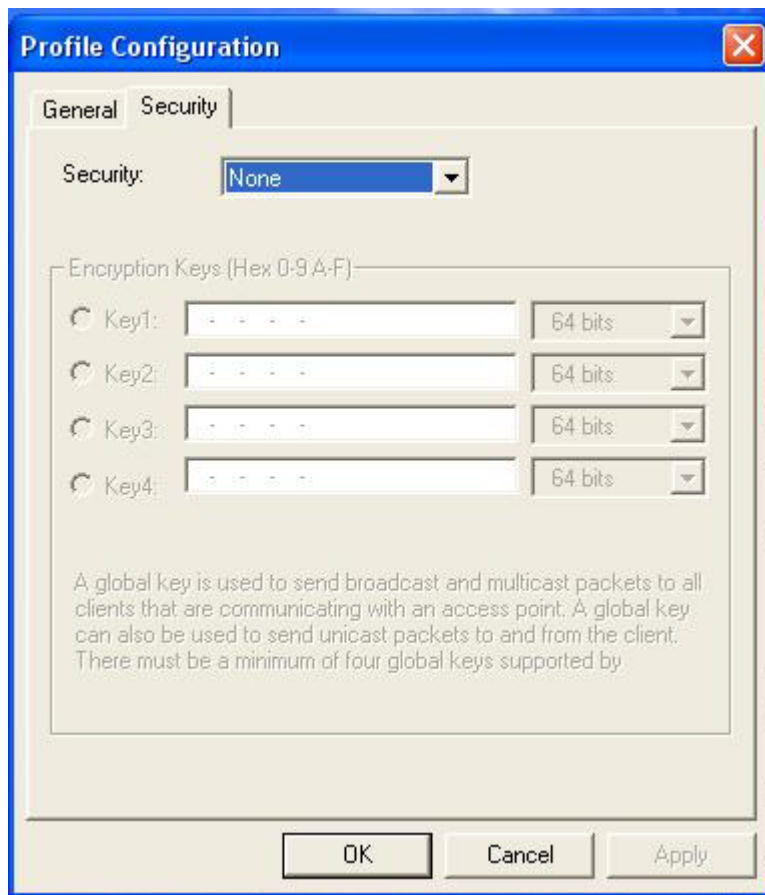 Profile Configuration
General Security
Security: None
Encryption Keys (Hex 0-9 A-F)
Key1: - - - - 64 bits
Key2: - - - - 64 bits
Key3: - - - - 64 bits
Key4: - - - - 64 bits
A global key is used to send broadcast and multicast packets to all
clients that are communicating with an access point. A global key
can also be used to send unicast packets to and from the client.
There must be a minimum of four global keys supported by
OK Cancel Apply